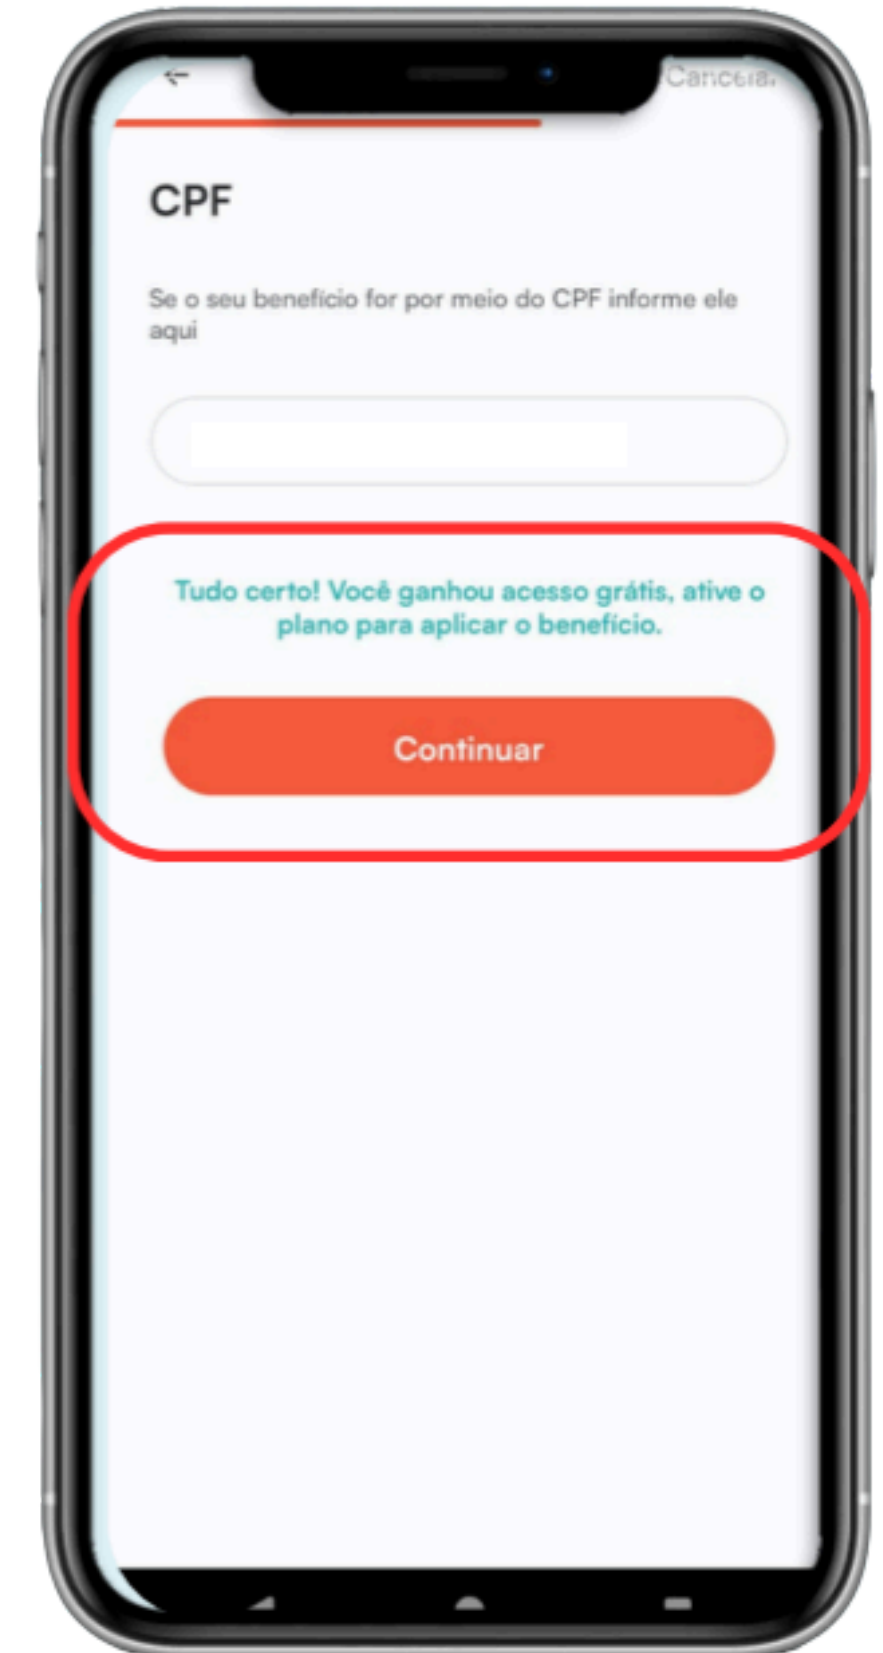 Cancelar
CPF
Se o seu benefício for por meio do CPF informe ele
aqui
Tudo certo! Você ganhou acesso grátis, ative o
plano para aplicar o benefício.
Continuar